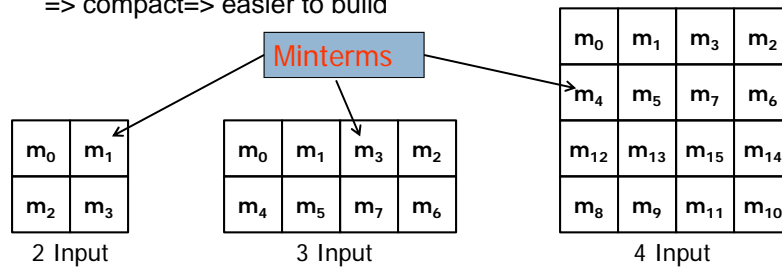 => compact=> easier to build
Minterms
m₀ m₁
m₂ m₃
2 Input
m₀ m₁ m₃ m₂
m₄ m₅ m₇ m₆
3 Input
m₀ m₁ m₃ m₂
m₄ m₅ m₇ m₆
m₁₂ m₁₃ m₁₅ m₁₄
m₈ m₉ m₁₁ m₁₀
4 Input